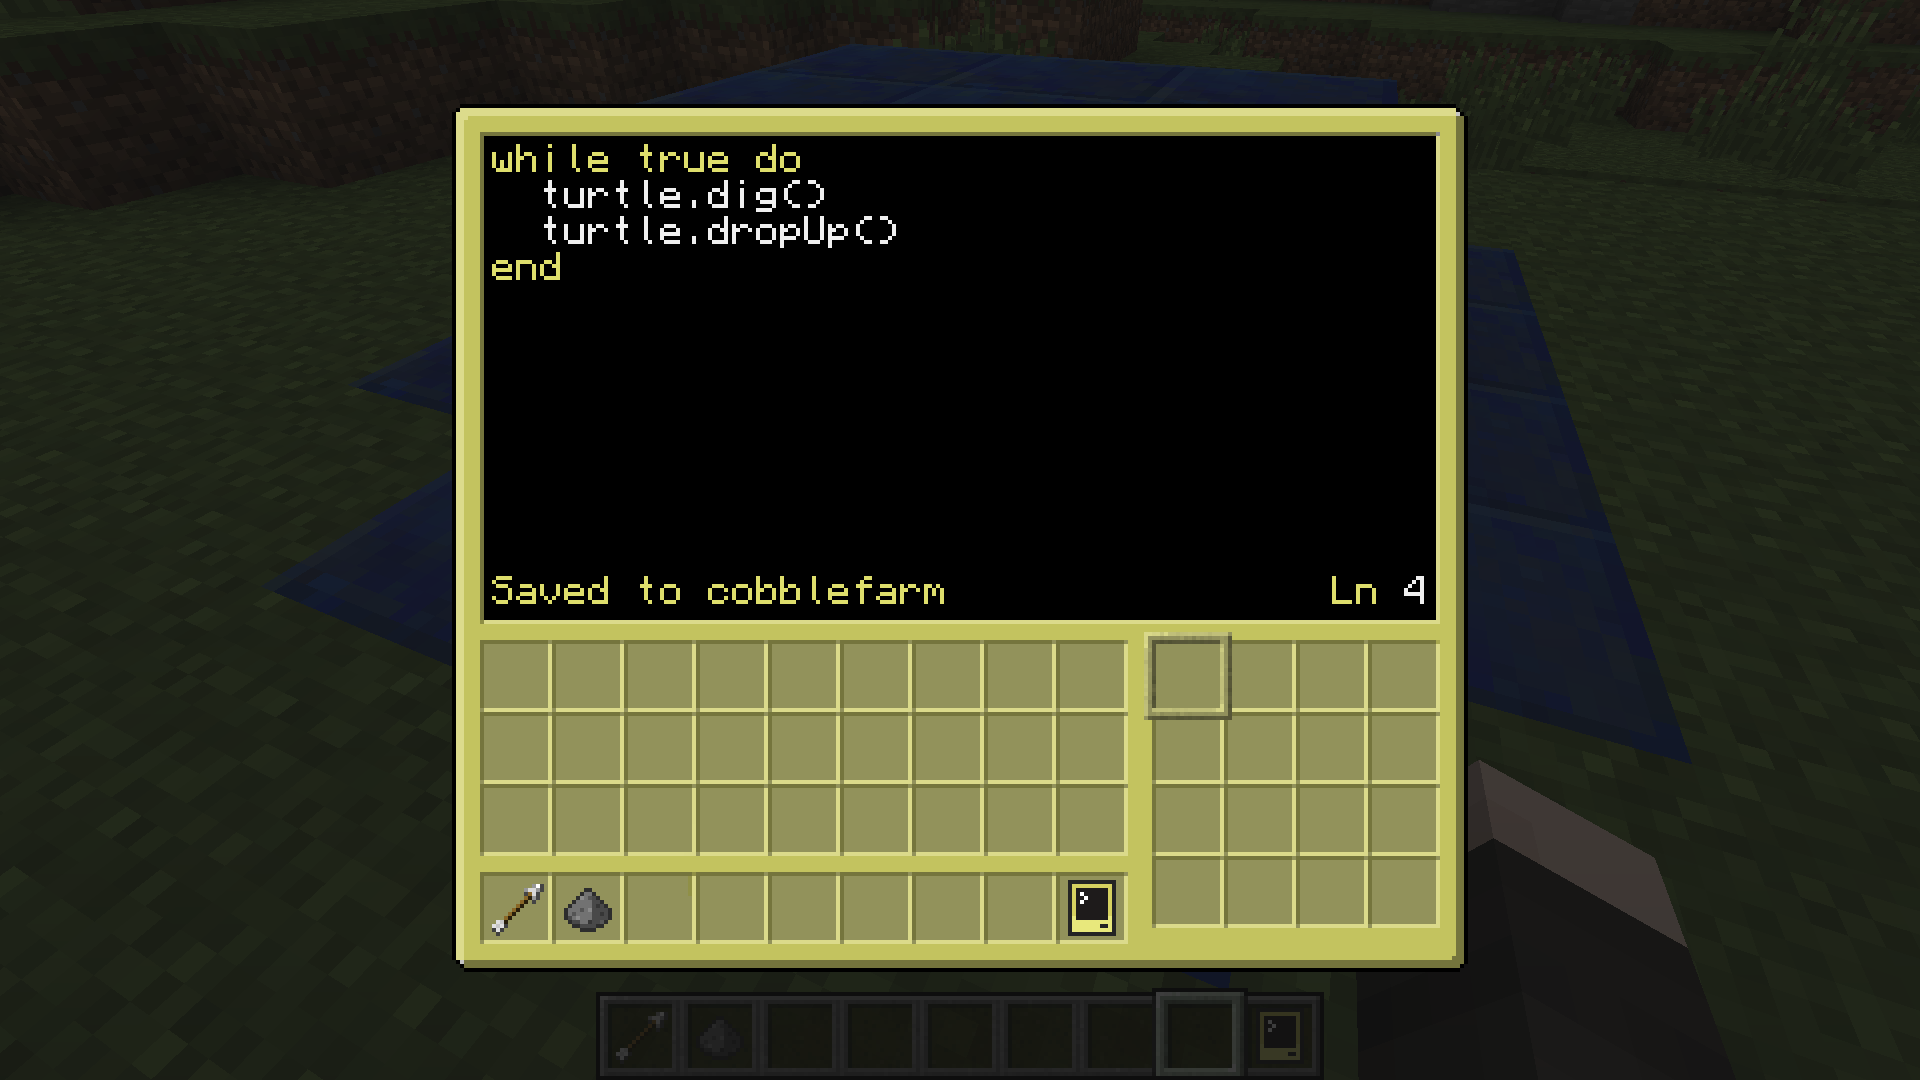 while true do
  turtle.dig()
  turtle.dropUp()
end
Saved to cobblefarm Ln 4